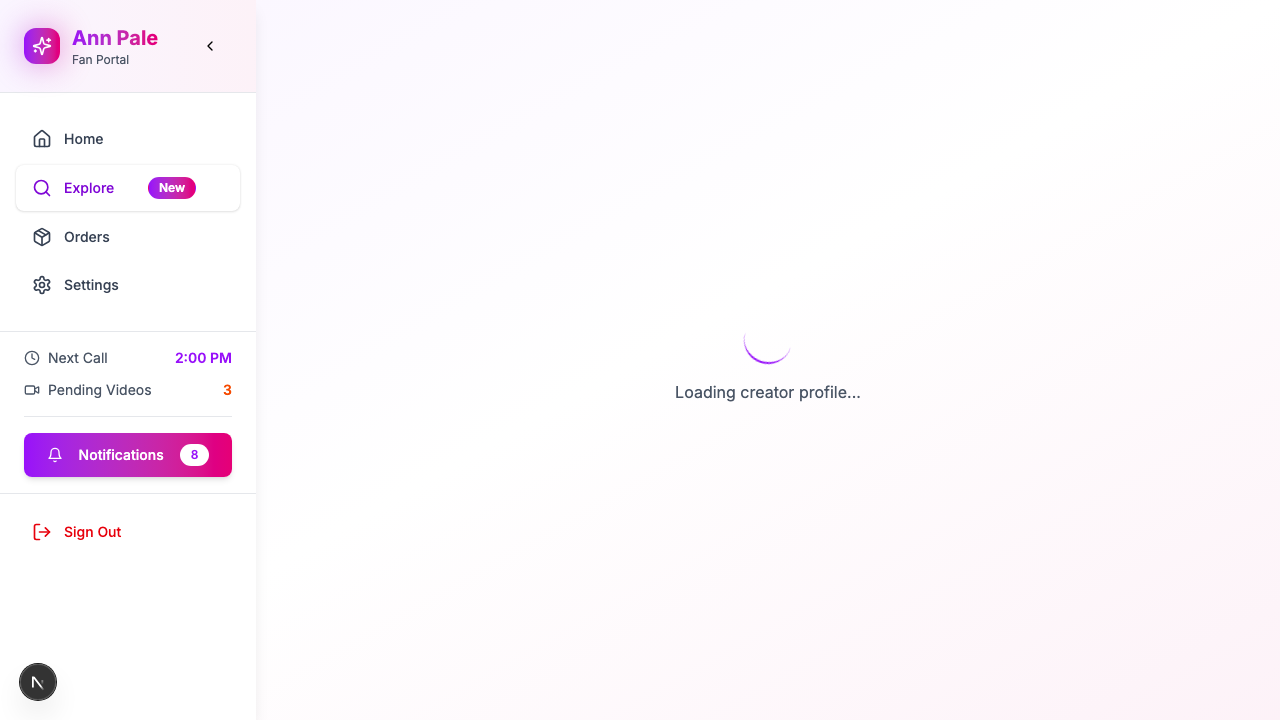 Ann Pale
Fan Portal
Home
Explore New
Orders
Settings
Next Call 2:00 PM
Pending Videos 3
Notifications 8
Sign Out
Loading creator profile...
N